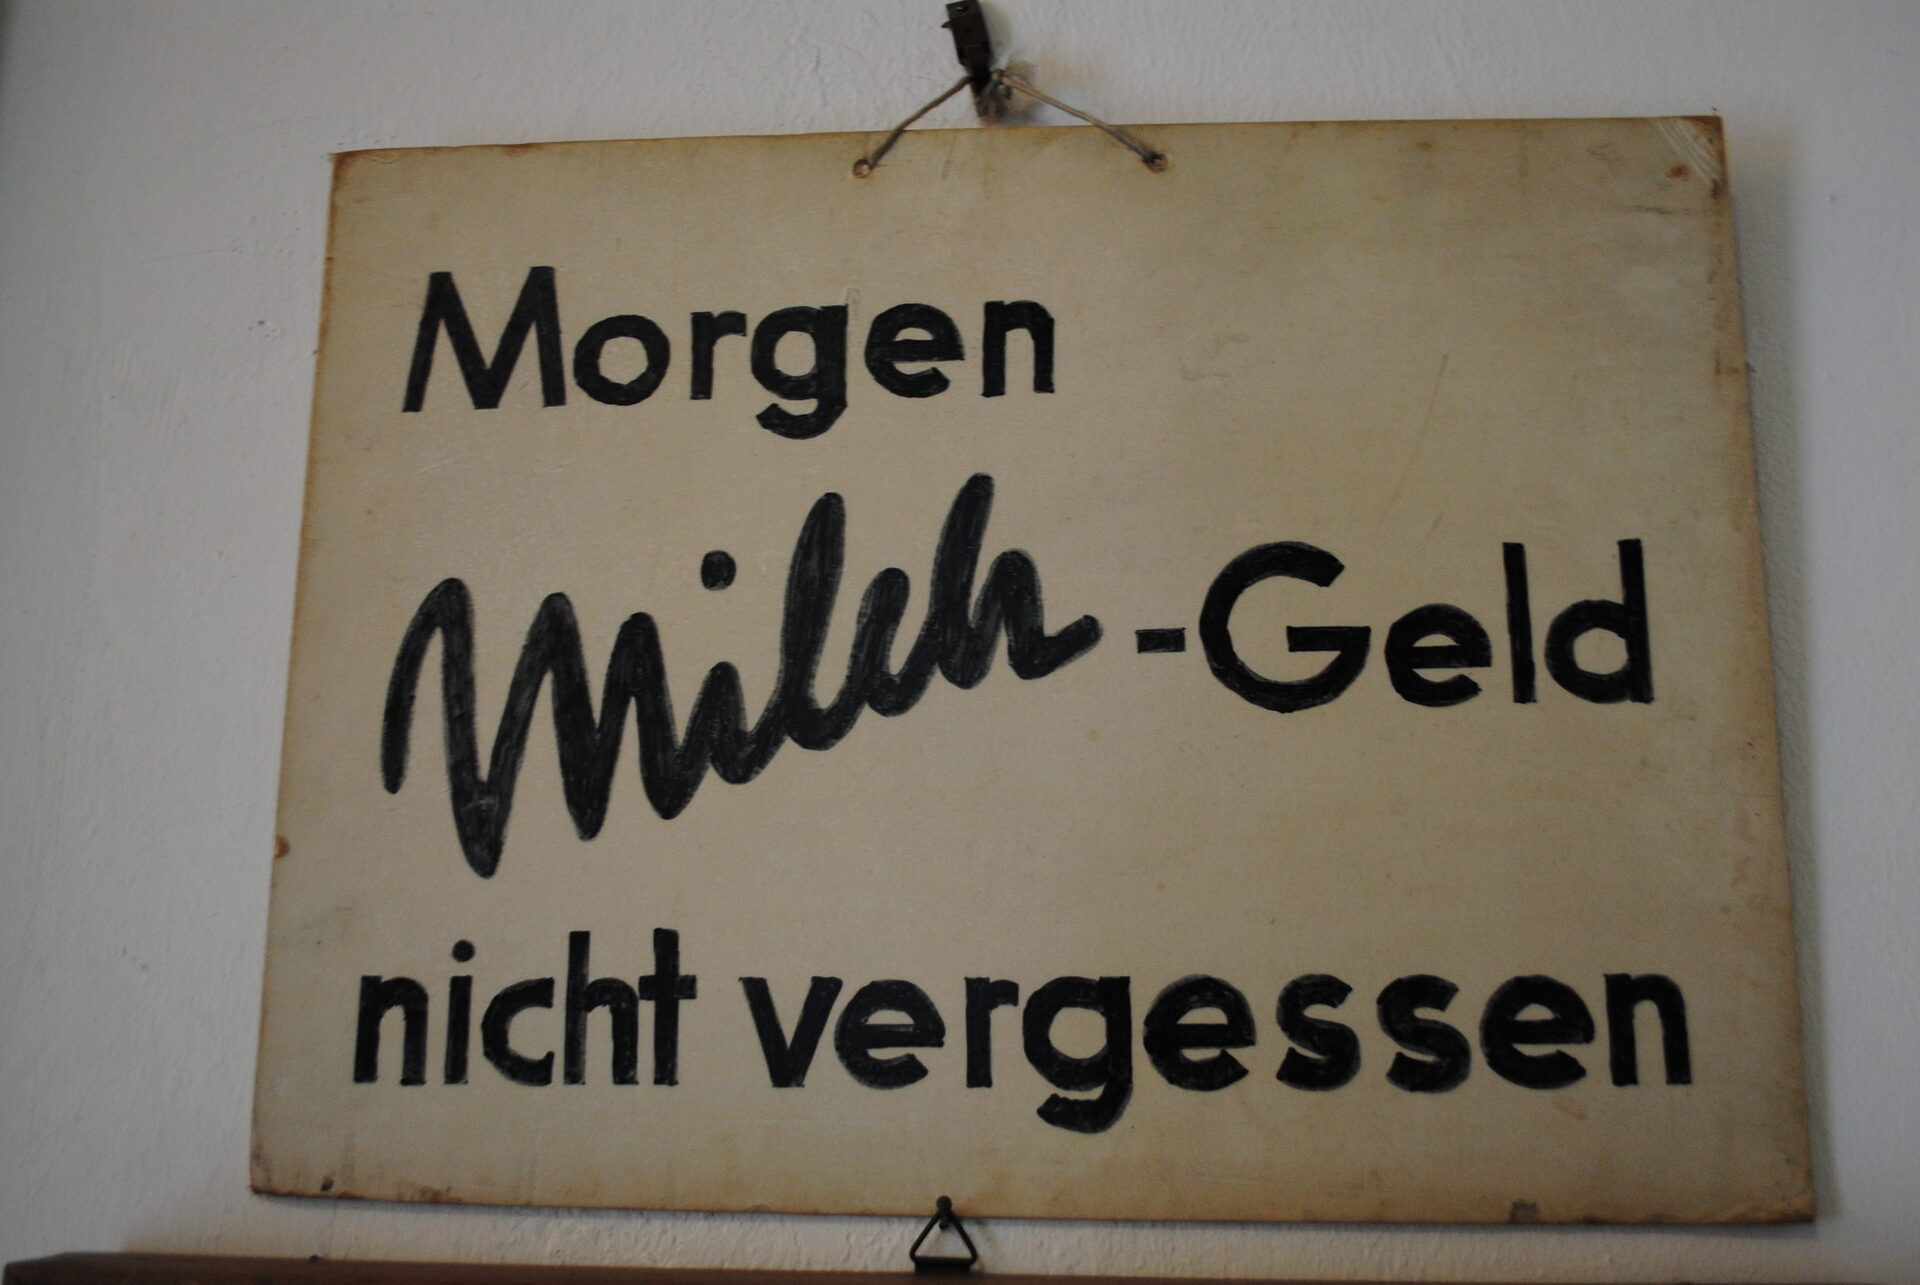 Morgen
Milch-Geld
nicht vergessen